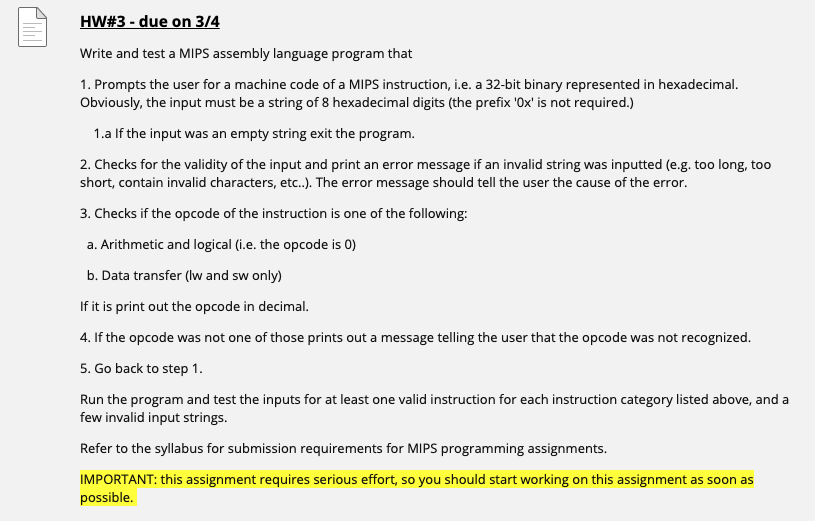 HW#3 - due on 3/4
Write and test a MIPS assembly language program that
1. Prompts the user for a machine code of a MIPS instruction, i.e. a 32-bit binary represented in hexadecimal.
Obviously, the input must be a string of 8 hexadecimal digits (the prefix '0x' is not required.)
1.a If the input was an empty string exit the program.
2. Checks for the validity of the input and print an error message if an invalid string was inputted (e.g. too long, too
short, contain invalid characters, etc..). The error message should tell the user the cause of the error.
3. Checks if the opcode of the instruction is one of the following:
a. Arithmetic and logical (i.e. the opcode is 0)
b. Data transfer (lw and sw only)
If it is print out the opcode in decimal.
4. If the opcode was not one of those prints out a message telling the user that the opcode was not recognized.
5. Go back to step 1.
Run the program and test the inputs for at least one valid instruction for each instruction category listed above, and a
few invalid input strings.
Refer to the syllabus for submission requirements for MIPS programming assignments.
IMPORTANT: this assignment requires serious effort, so you should start working on this assignment as soon as
possible.